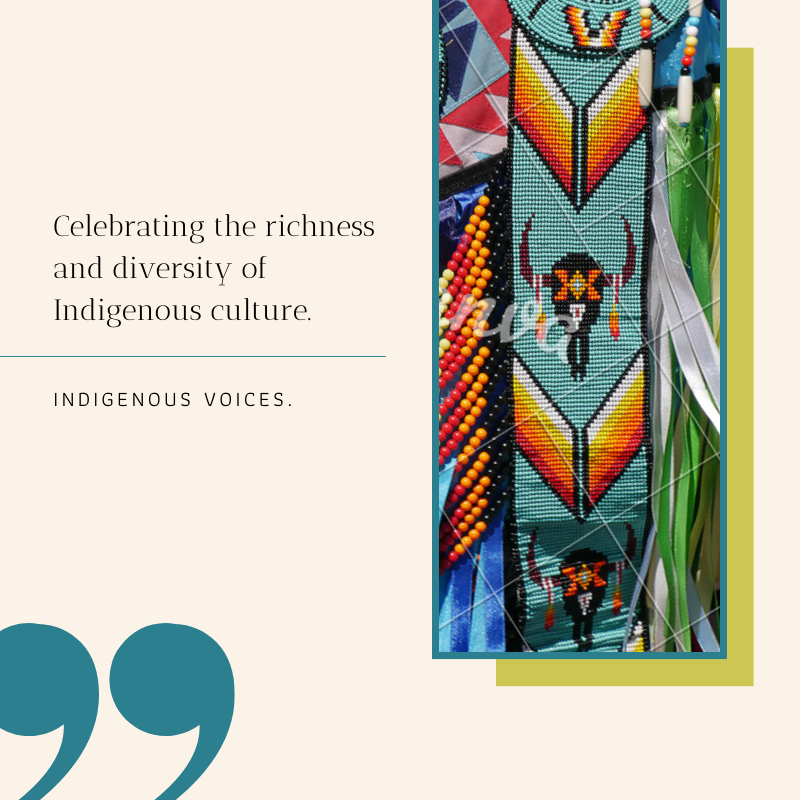 Celebrating the richness
and diversity of
Indigenous culture.
INDIGENOUS VOICES.